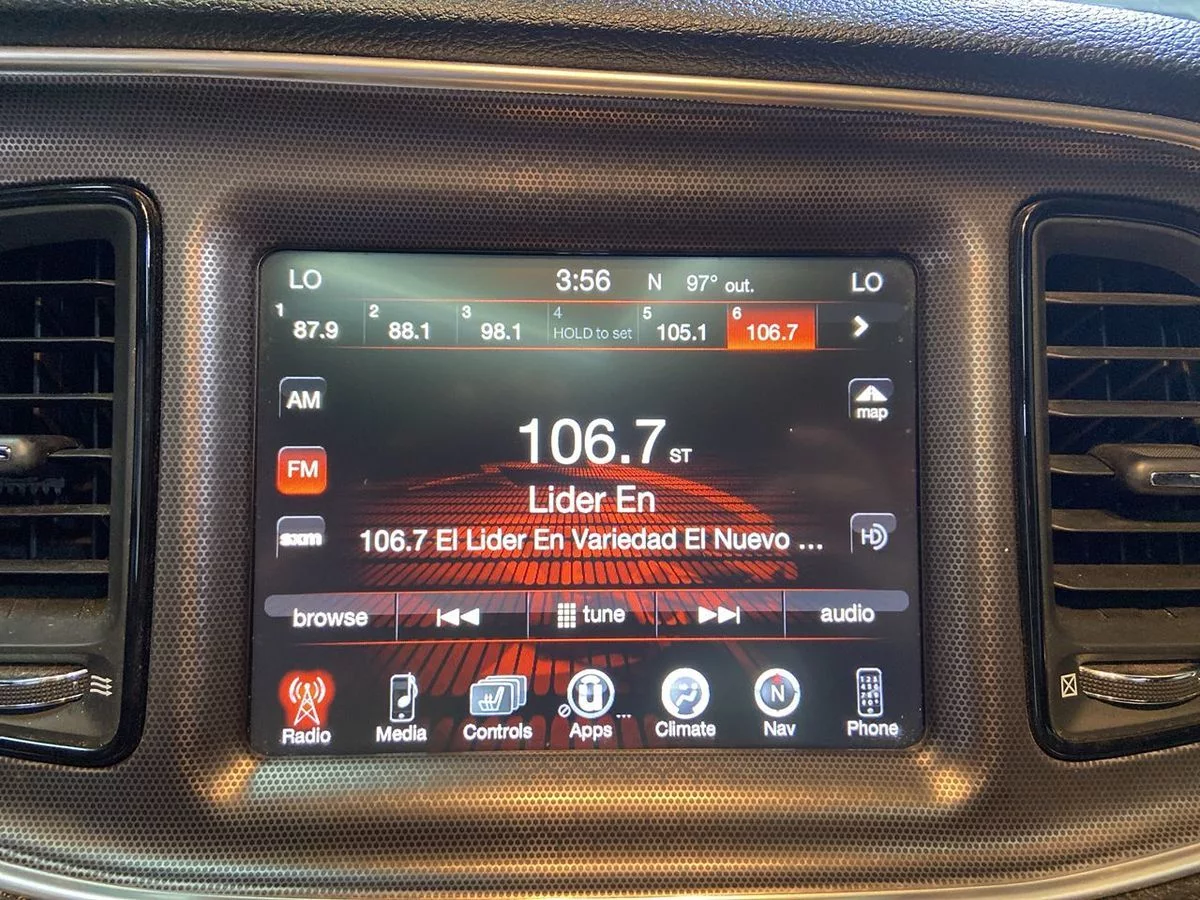 LO 3:56 N 97° out. LO
1 87.9 2 88.1 3 98.1 4 HOLD to set 5 105.1 6 106.7
AM
map
106.7 ST
FM
Lider En
sxm
106.7 El Lider En Variedad El Nuevo ...
HD
browse tune audio
Radio Media Controls Apps ... Climate Nav Phone